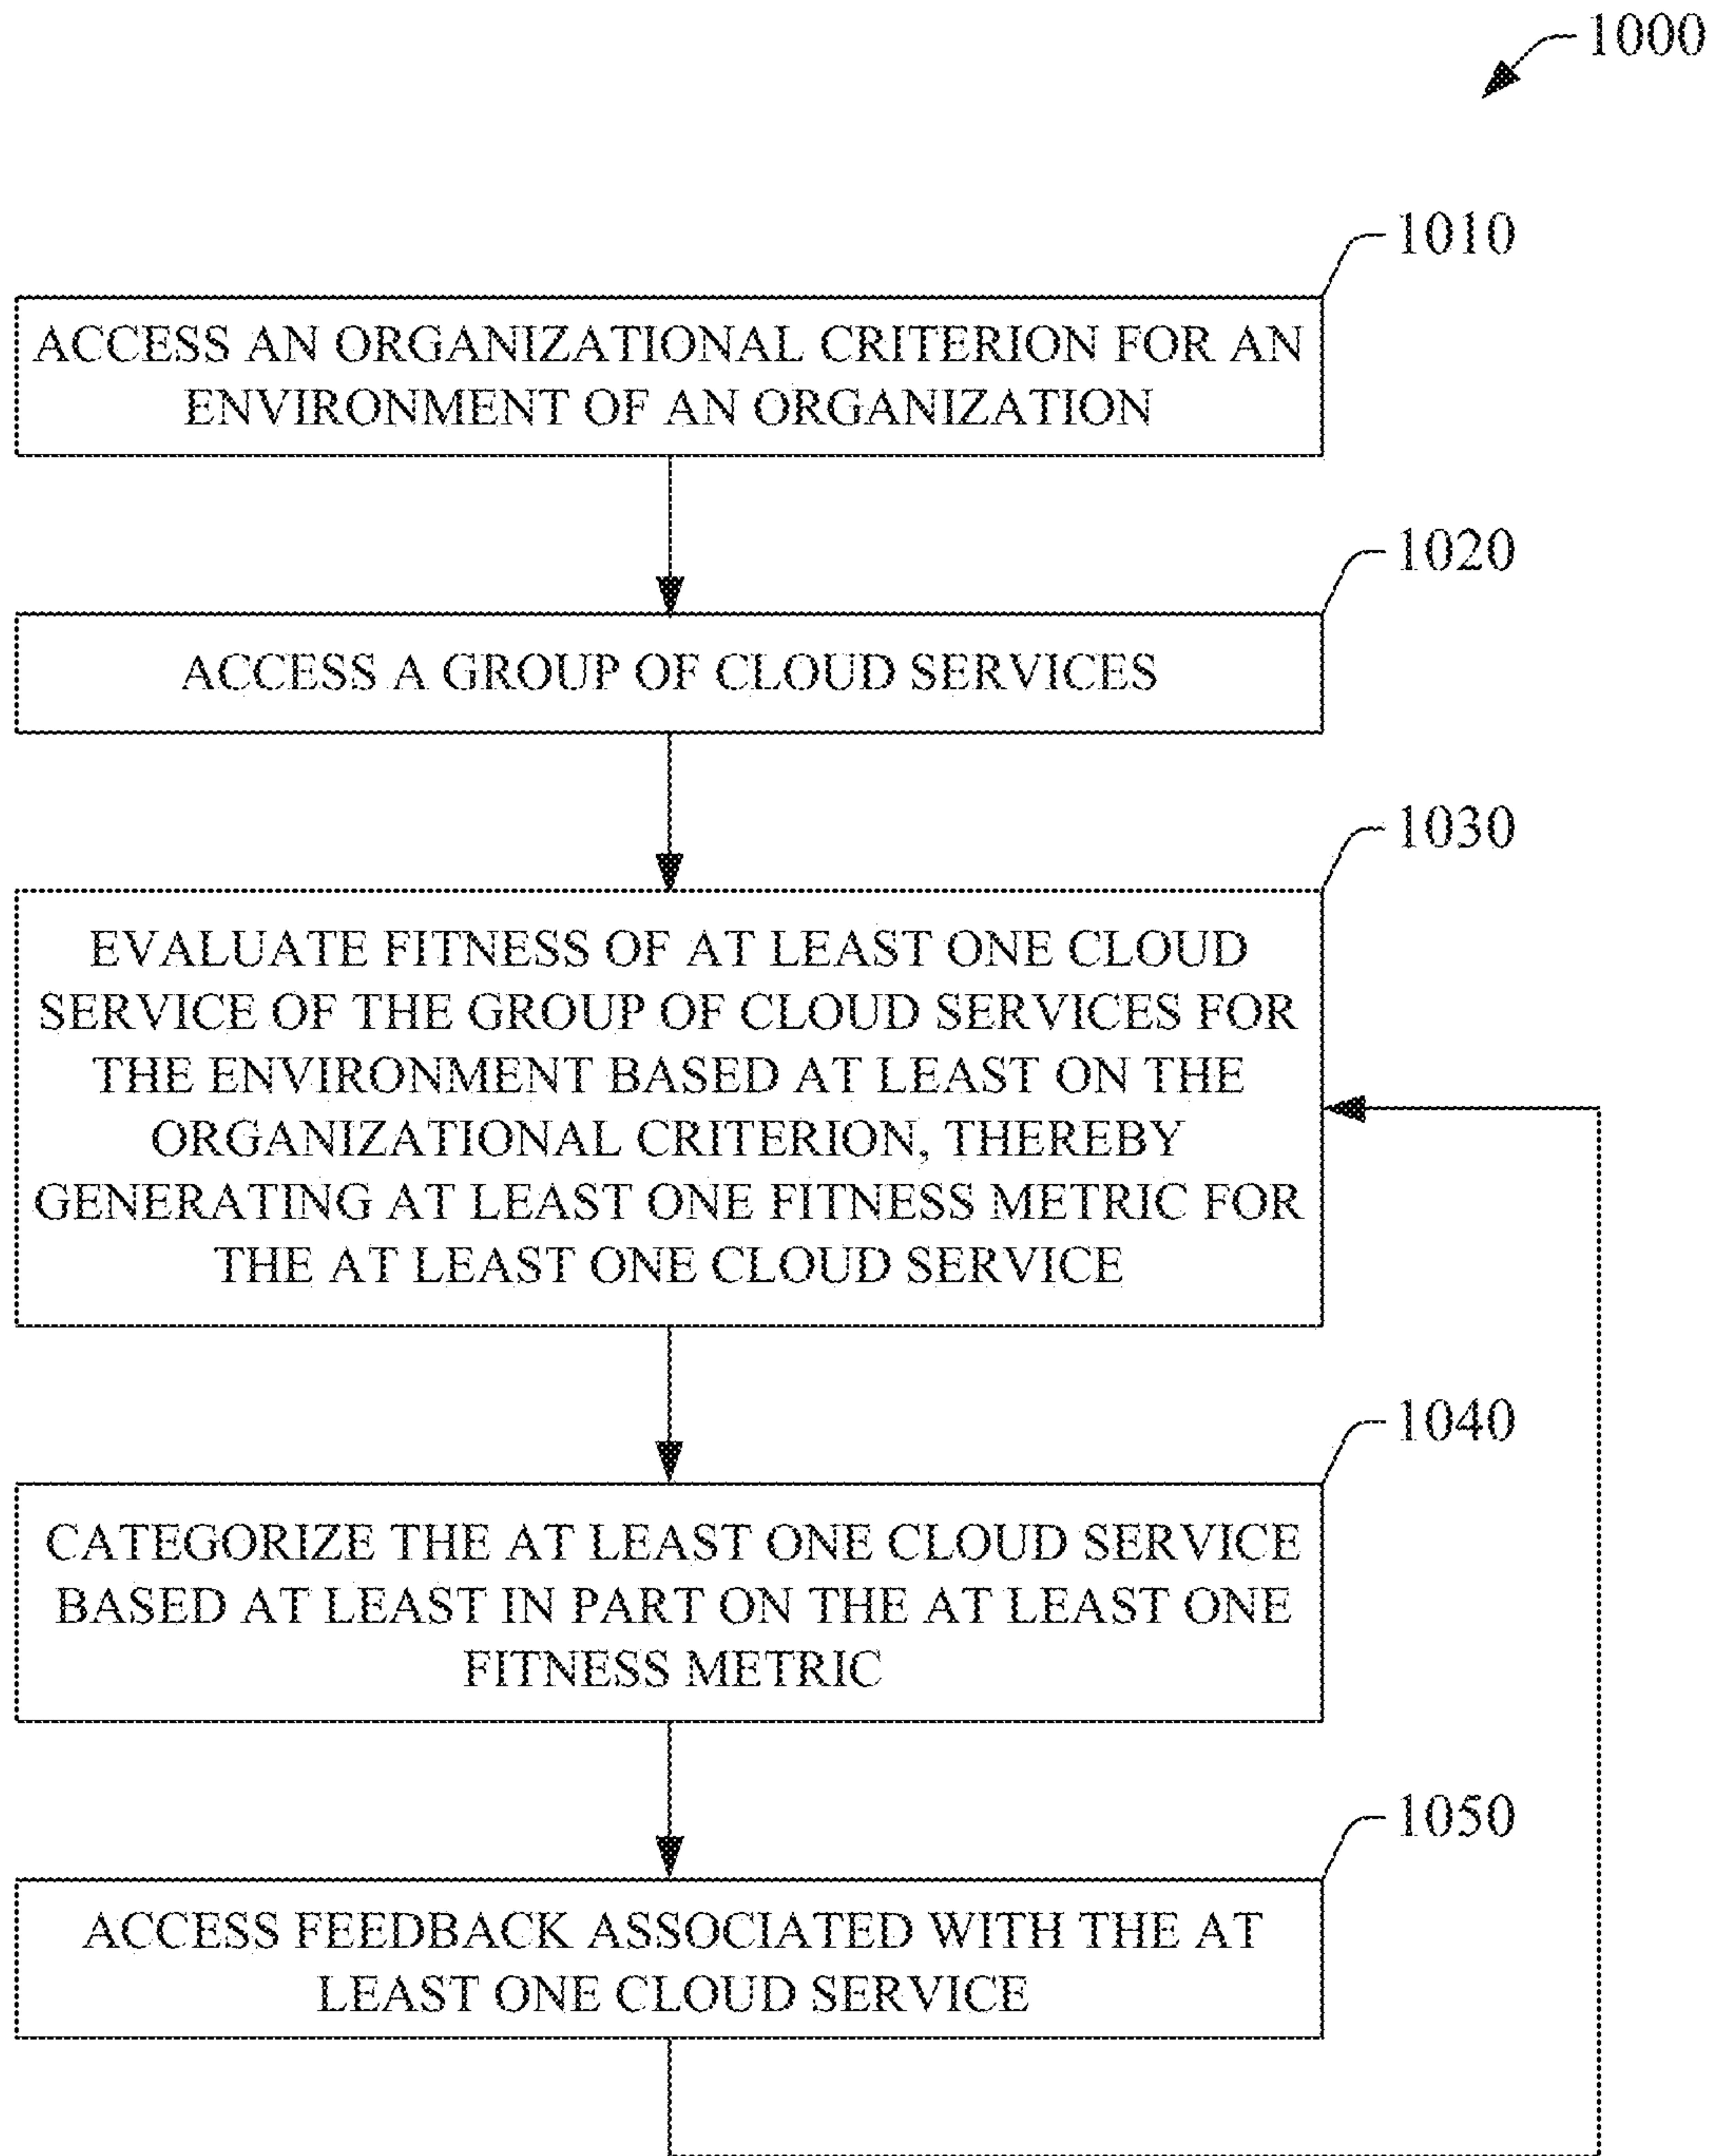 1000
1010
ACCESS AN ORGANIZATIONAL CRITERION FOR AN
ENVIRONMENT OF AN ORGANIZATION
1020
ACCESS A GROUP OF CLOUD SERVICES
1030
EVALUATE FITNESS OF AT LEAST ONE CLOUD
SERVICE OF THE GROUP OF CLOUD SERVICES FOR
THE ENVIRONMENT BASED AT LEAST ON THE
ORGANIZATIONAL CRITERION, THEREBY
GENERATING AT LEAST ONE FITNESS METRIC FOR
THE AT LEAST ONE CLOUD SERVICE
1040
CATEGORIZE THE AT LEAST ONE CLOUD SERVICE
BASED AT LEAST IN PART ON THE AT LEAST ONE
FITNESS METRIC
1050
ACCESS FEEDBACK ASSOCIATED WITH THE AT
LEAST ONE CLOUD SERVICE